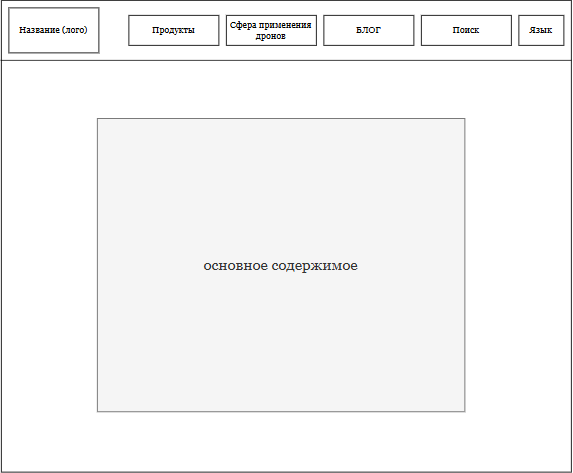 Название (лого)
Продукты
Сфера применения
дронов
БЛОГ
Поиск
Язык
основное содержимое